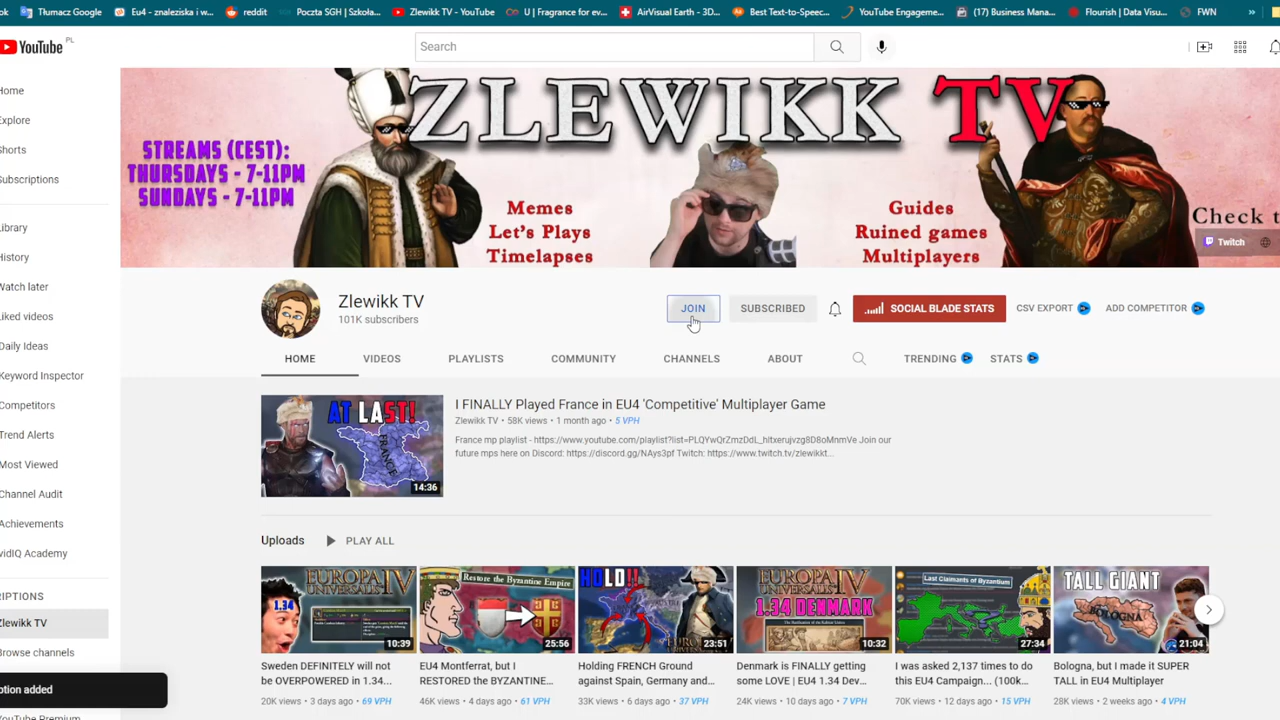 ok
Tłumacz Google
Eu4 - znaleziska i w...
reddit
Poczta SGH | Szkoła...
Zlewikk TV - YouTube
U | Fragrance for ev...
AirVisual Earth - 3D...
Best Text-to-Speec...
YouTube Engageme...
(17) Business Mana...
Flourish | Data Visu...
FWN
»
YouTube PL
Search
Home
Explore
Shorts
Subscriptions
Library
History
Watch later
Liked videos
Daily Ideas
Keyword Inspector
Competitors
Trend Alerts
Most Viewed
Channel Audit
Achievements
vidIQ Academy
RIPTIONS
Zlewikk TV
Browse channels
ption added
YouTube Premium
ZLEWIKK TV
STREAMS (CEST):
THURSDAYS - 7-11PM
SUNDAYS - 7-11PM
Memes
Let's Plays
Timelapses
Guides
Ruined games
Multiplayers
Check t
Twitch
Zlewikk TV
101K subscribers
JOIN
SUBSCRIBED
SOCIAL BLADE STATS
CSV EXPORT
ADD COMPETITOR
HOME
VIDEOS
PLAYLISTS
COMMUNITY
CHANNELS
ABOUT
TRENDING
STATS
AT LAST!
FRANCE
14:36
I FINALLY Played France in EU4 'Competitive' Multiplayer Game
Zlewikk TV • 58K views • 1 month ago • 5 VPH
France mp playlist - https://www.youtube.com/playlist?list=PLQYwQrZmzDdL_hltxerujvzg8D8oMnmVe Join our
future mps here on Discord: https://discord.gg/NAys3pf Twitch: https://www.twitch.tv/zlewikkt...
Uploads
PLAY ALL
EUROPA IV
UNIVERSALIS
1.34
10:39
Restore the Byzantine Empire
25:56
HOLD!!
23:51
EUROPA IV
UNIVERSALIS
1.34 DENMARK
10:32
Last Claimants of Byzantium
27:34
TALL GIANT
21:04
Sweden DEFINITELY will not
be OVERPOWERED in 1.34...
20K views • 3 days ago • 69 VPH
EU4 Montferrat, but I
RESTORED the BYZANTINE...
46K views • 4 days ago • 61 VPH
Holding FRENCH Ground
against Spain, Germany and...
33K views • 6 days ago • 37 VPH
Denmark is FINALLY getting
some LOVE | EU4 1.34 Dev...
24K views • 10 days ago • 7 VPH
I was asked 2,137 times to do
this EU4 Campaign... (100k...
70K views • 12 days ago • 15 VPH
Bologna, but I made it SUPER
TALL in EU4 Multiplayer
28K views • 2 weeks ago • 4 VPH